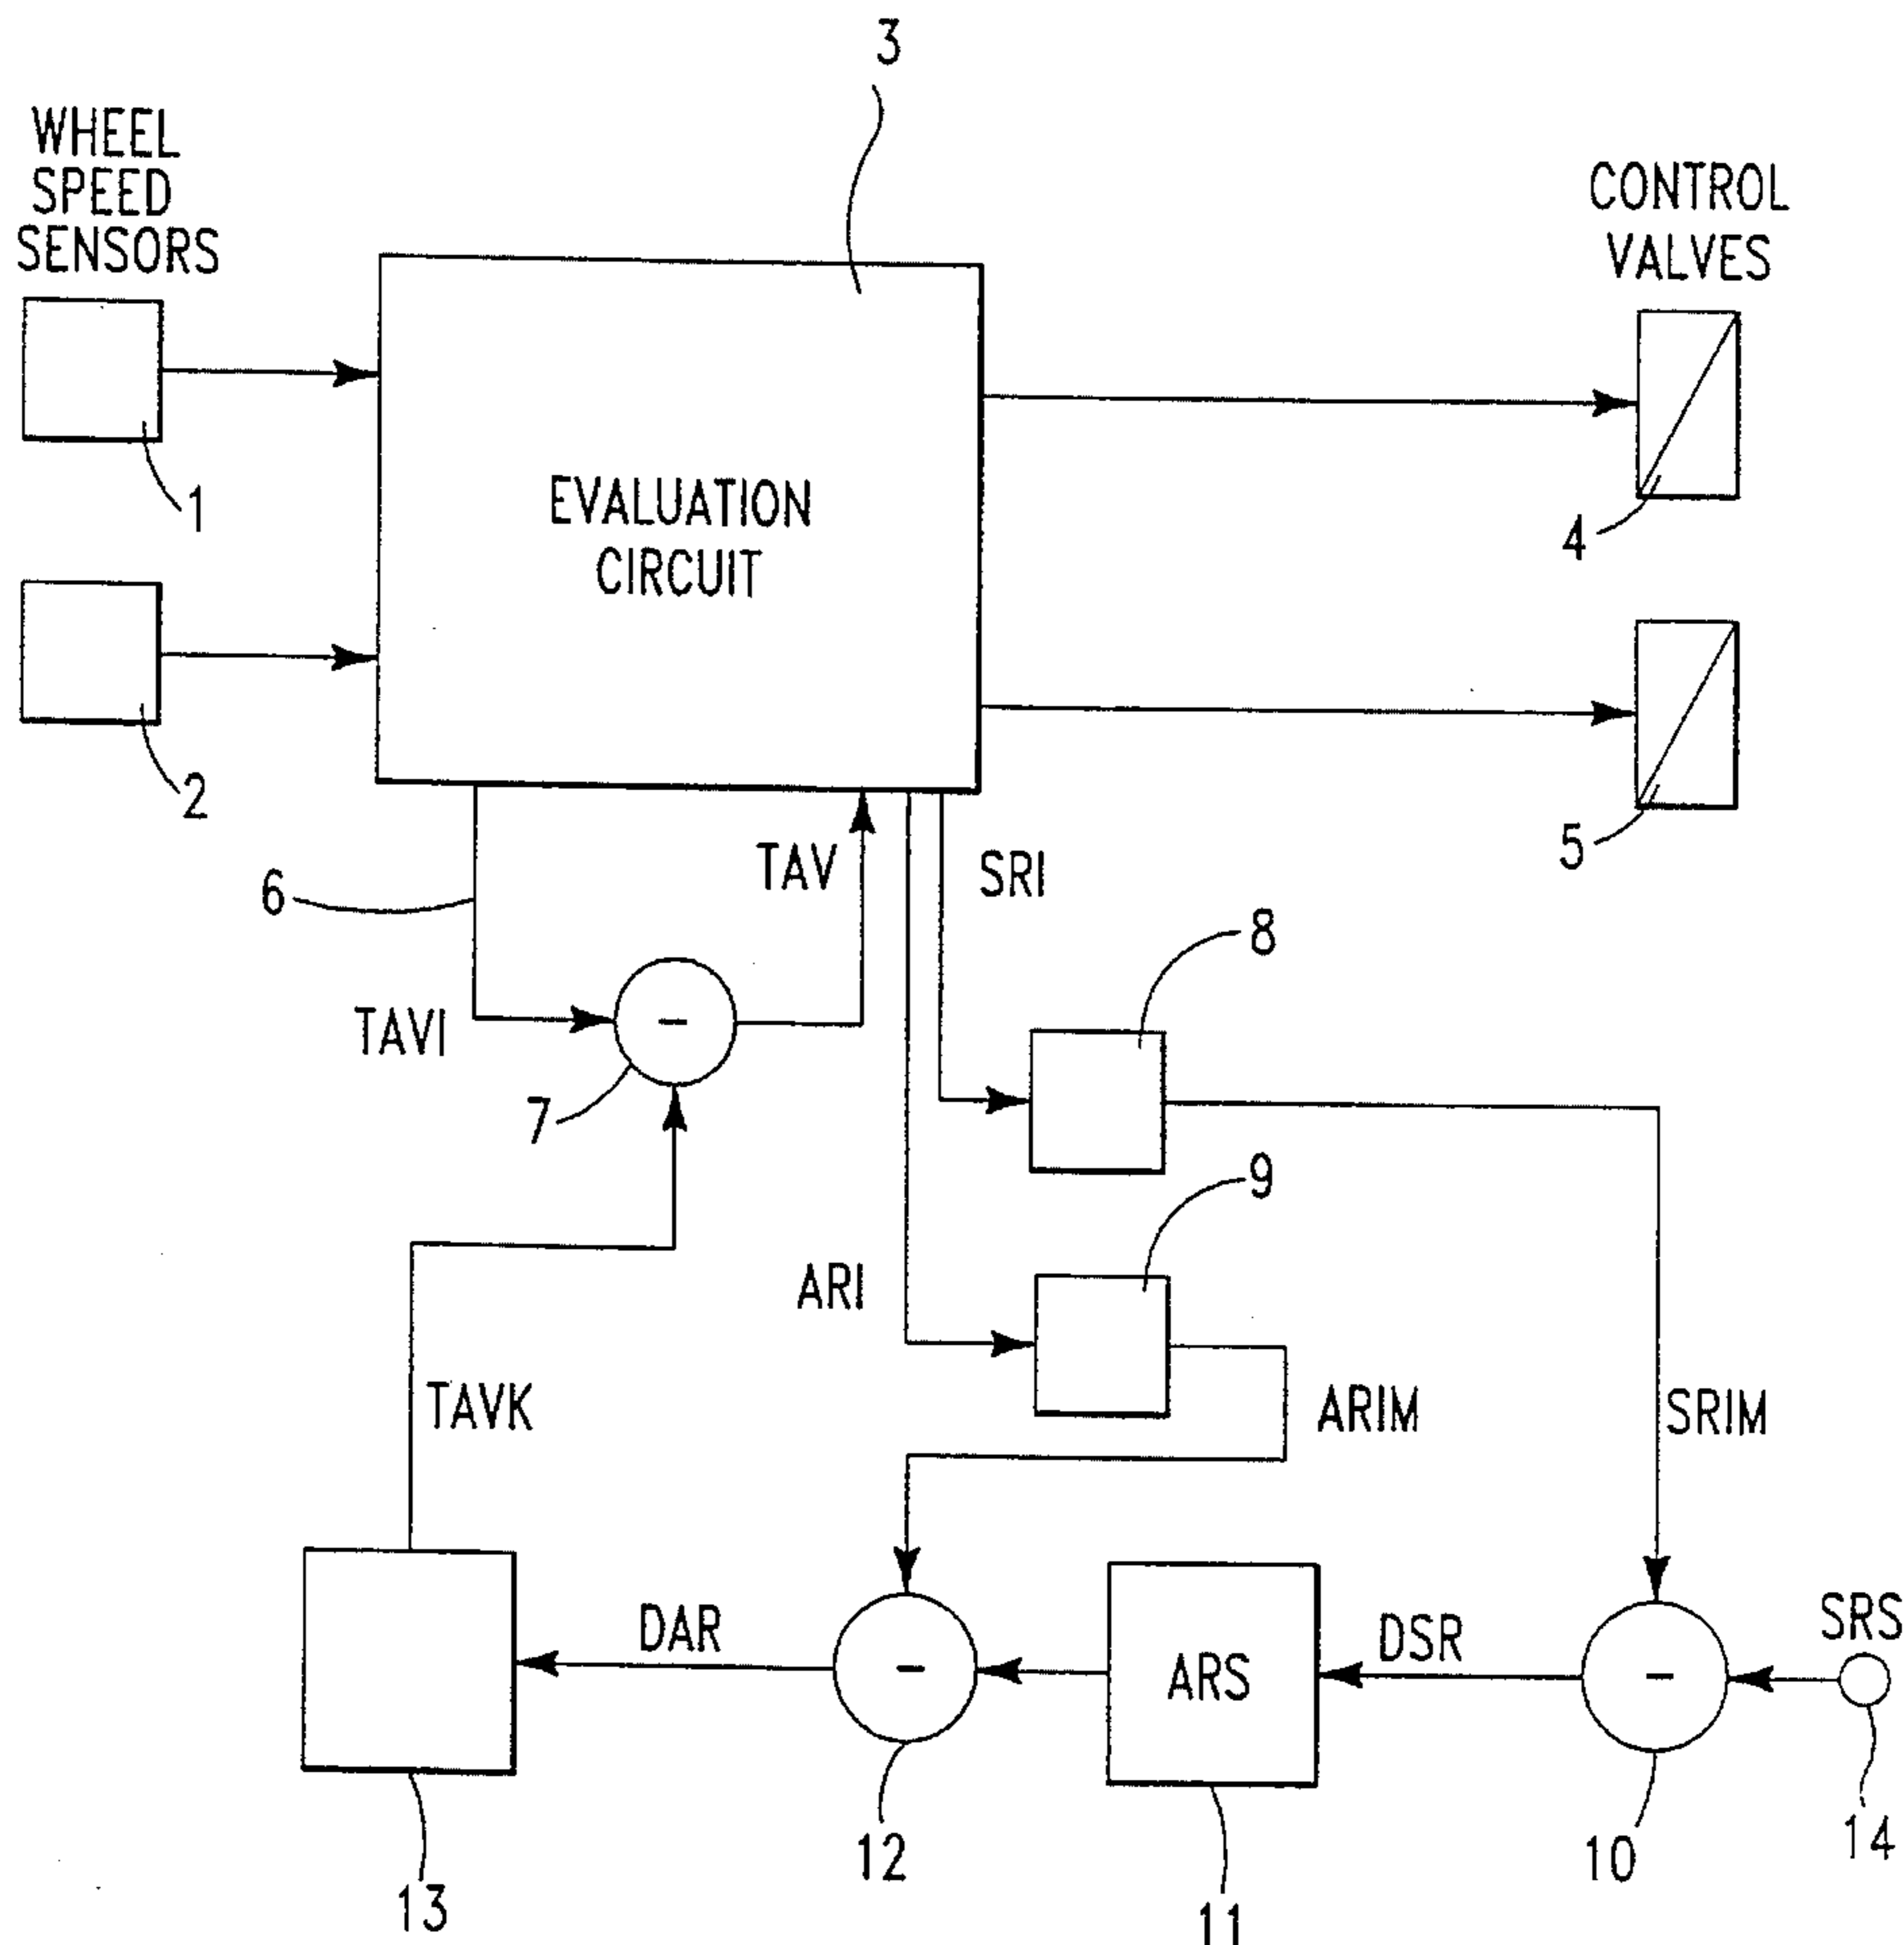 3
WHEEL
SPEED
SENSORS
CONTROL
VALVES
1
EVALUATION
CIRCUIT
4
2
5
TAV
SRI
6
8
TAVI
7
9
ARI
TAVK
ARIM
SRIM
DAR
DSR
SRS
ARS
-
-
-
12
10
14
13
11